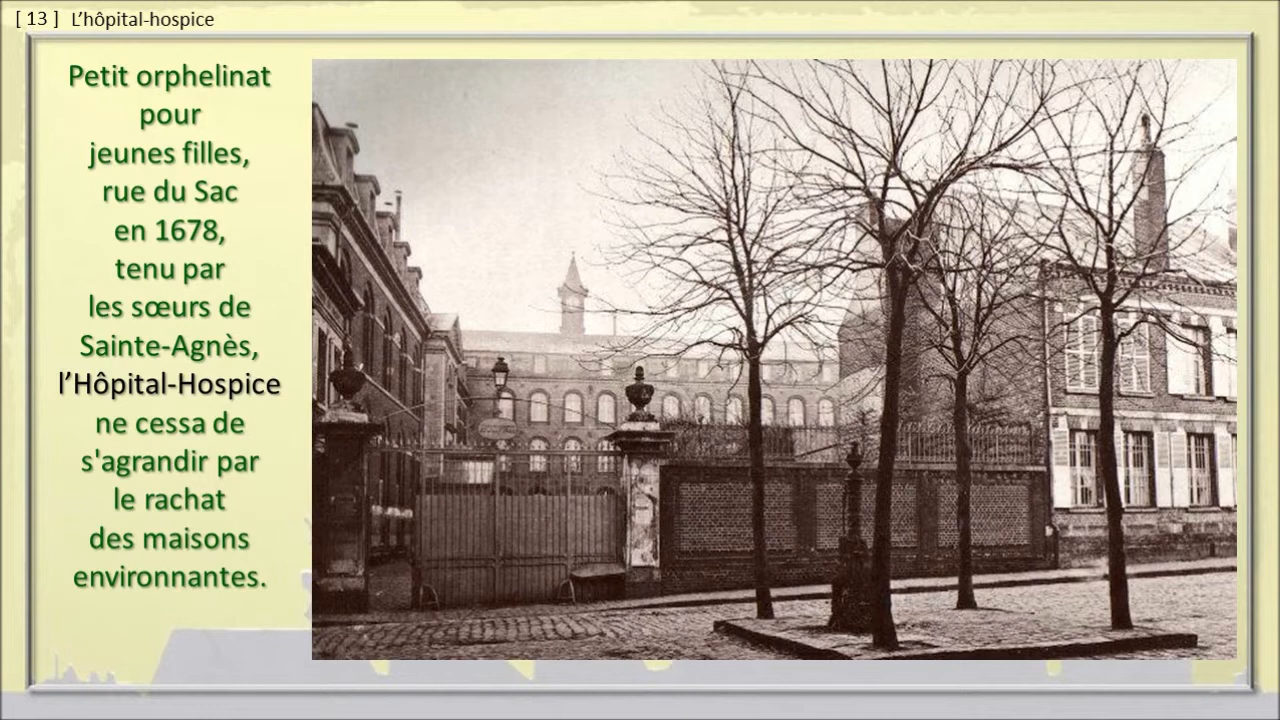 [ 13 ] L’hôpital-hospice
Petit orphelinat
pour
jeunes filles,
rue du Sac
en 1678,
tenu par
les sœurs de
Sainte-Agnès,
l’Hôpital-Hospice
ne cessa de
s'agrandir par
le rachat
des maisons
environnantes.